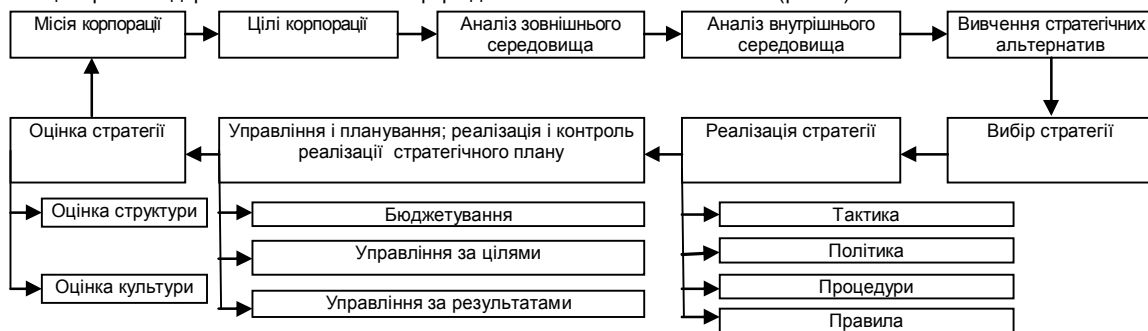 Місія корпорації
Цілі корпорації
Аналіз зовнішнього
середовища
Аналіз внутрішнього
середовища
Вивчення стратегічних
альтернатив
Оцінка стратегії
Управління і планування; реалізація і контроль
реалізації стратегічного плану
Реалізація стратегії
Вибір стратегії
Оцінка структури
Оцінка культури
Бюджетування
Управління за цілями
Управління за результатами
Тактика
Політика
Процедури
Правила